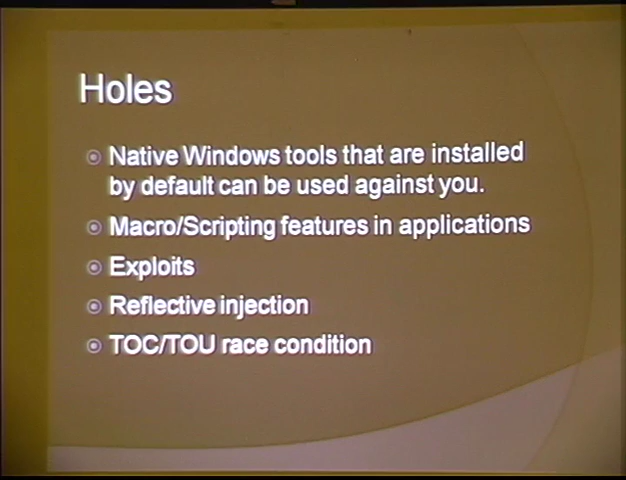 Holes
Native Windows tools that are installed
by default can be used against you.
Macro/Scripting features in applications
Exploits
Reflective injection
TOC/TOU race condition